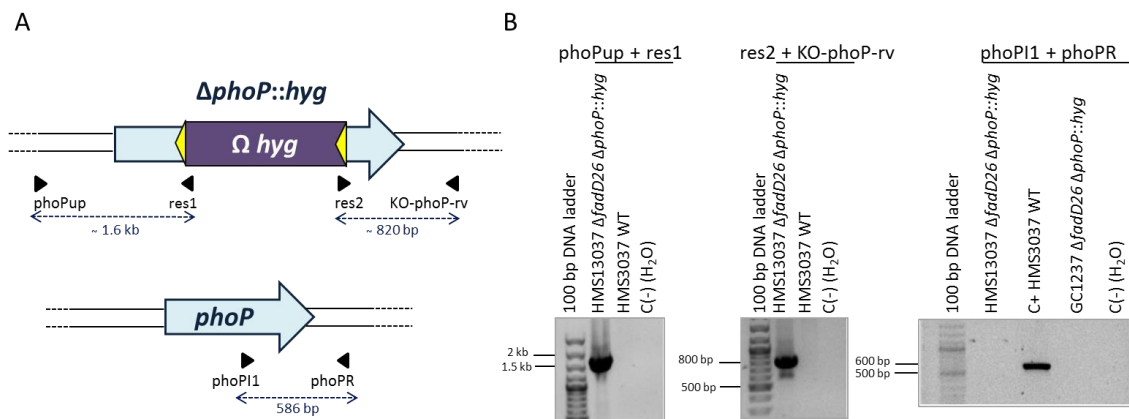 A
ΔphoP::hyg
Ω hyg
phoPup
res1
res2
KO-phoP-rv
~ 1.6 kb
~ 820 bp
phoP
phoPI1
phoPR
586 bp
B
phoPup + res1
100 bp DNA ladder
HMS13037 ΔfadD26 ΔphoP::hyg
HMS3037 WT
C(-) (H₂O)
2 kb
1.5 kb
res2 + KO-phoP-rv
100 bp DNA ladder
HMS13037 ΔfadD26 ΔphoP::hyg
HMS3037 WT
C(-) (H₂O)
800 bp
500 bp
phoPI1 + phoPR
100 bp DNA ladder
HMS13037 ΔfadD26 ΔphoP::hyg
C+ HMS3037 WT
GC1237 ΔfadD26 ΔphoP::hyg
C(-) (H₂O)
600 bp
500 bp